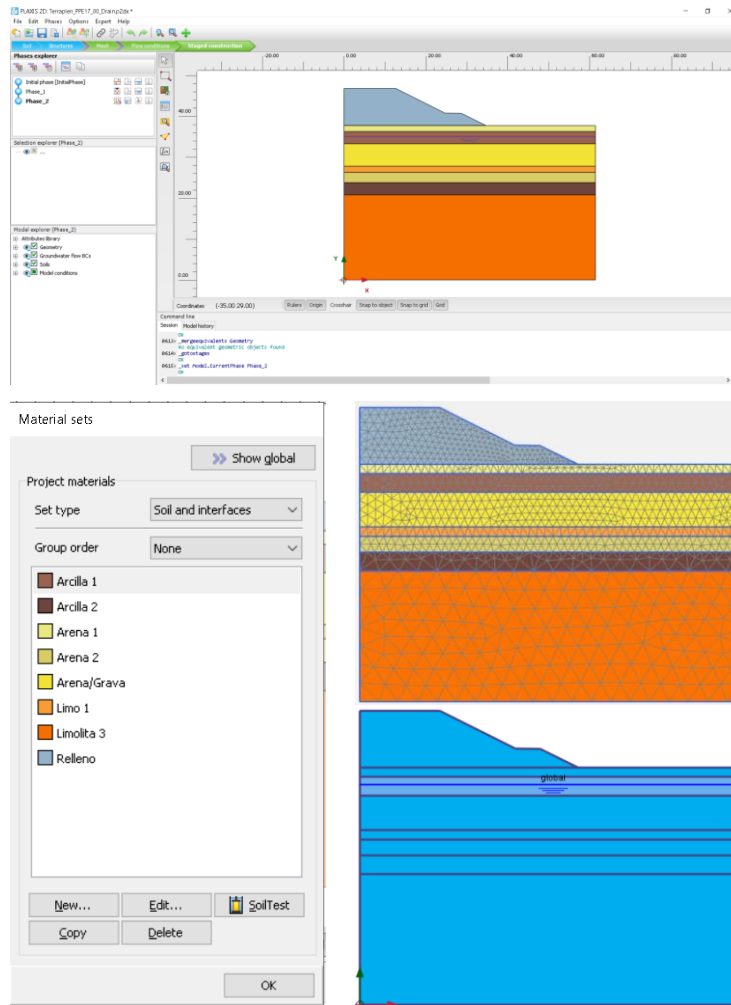 PLAXIS 2D: Terraplen_PPE17_00_Drain.p2dx *
File Edit Phases Options Expert Help
Soil Structures Mesh Flow conditions Staged construction
Phases explorer
Initial phase [InitialPhase]
Phase_1
Phase_2
Selection explorer (Phase_2)
...
Model explorer (Phase_2)
Attributes library
Geometry
Groundwater flow BCs
Soils
Model conditions
-20.00 0.00 20.00 40.00 60.00 80.00
40.00
20.00
0.00
Y
X
Coordinates (-35.00 29.00)
Rulers Origin Crosshair Snap to object Snap to grid Grid
Command line
Session Model history
OK
0613: _mergeequivalents Geometry
No equivalent geometric objects found
0614: _gotostages
OK
0615: _set Model.CurrentPhase Phase_2
OK
Material sets
Show global
Project materials
Set type Soil and interfaces
Group order None
Arcilla 1
Arcilla 2
Arena 1
Arena 2
Arena/Grava
Limo 1
Limolita 3
Relleno
New... Edit... SoilTest
Copy Delete
OK
global